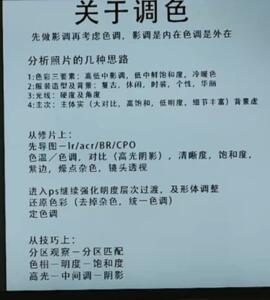 关于调色
先做影调再考虑色调，影调是内在色调是外在
分析照片的几种思路
1:色彩三要素：高低中影调，低中鲜饱和度，冷暖色
2:服装造型及背景：复古，休闲，时装，个性，华丽
3:光线：硬度及角度
4:主次：主体实（大对比，高饱和，低明度，细节丰富）背景虚
从修片上：
先导图－lr/acr/BR/CPO
色温／色调，对比（高光阴影），清晰度，饱和度，
紫边，燥点杂色，镜头透视
进入ps继续强化明度层次过渡，及形体调整
还原色彩（去掉杂色，统一色调）
定色调
从技巧上：
分区观察－分区匹配
色相－明度－饱和度
高光－中间调－阴影